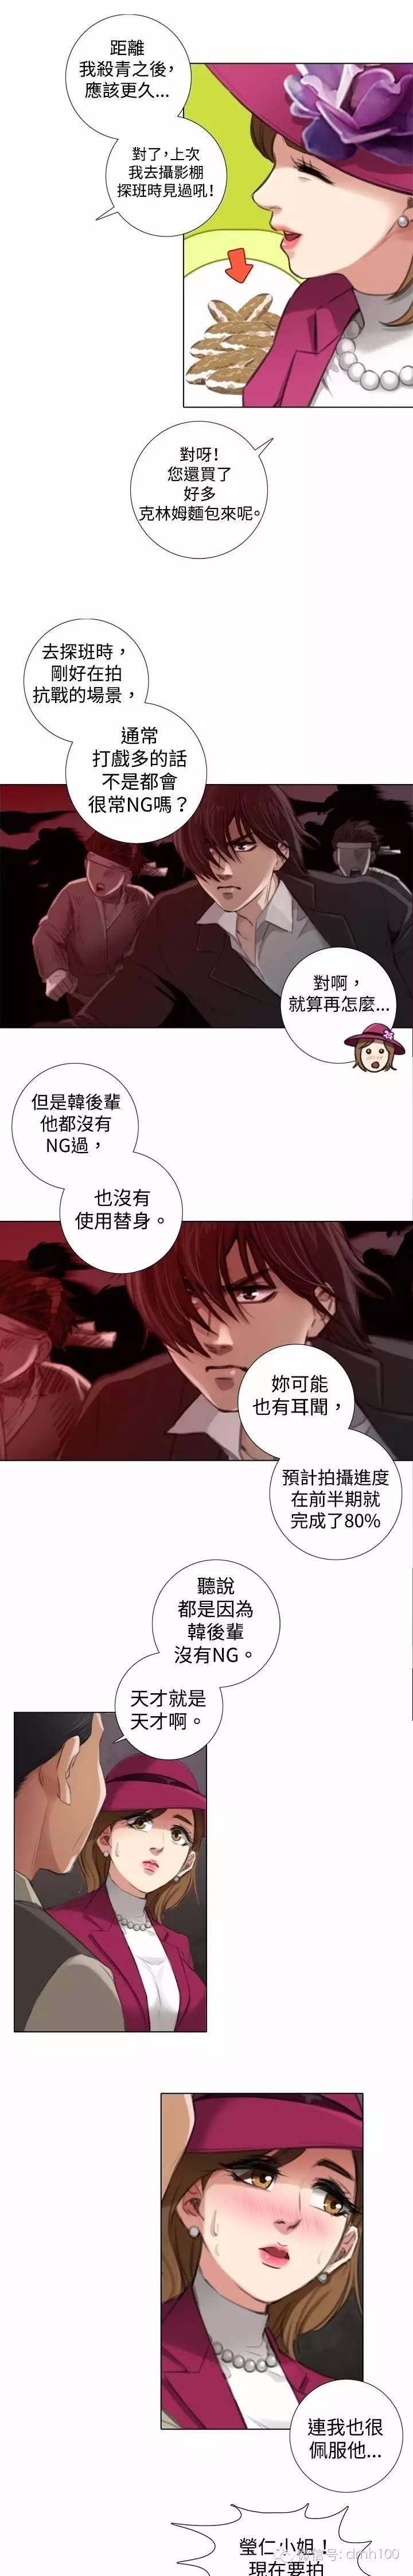 距離
我殺青之後，
應該更久...
對了，上次
我去攝影棚
探班時見過吼！
對呀！
您還買了
好多
克林姆麵包來呢。
去探班時，
剛好在拍
抗戰的場景，
通常
打戲多的話
不是都會
很常NG嗎？
對啊，
就算再怎麼...
但是韓後輩
他都沒有
NG過，
也沒有
使用替身。
妳可能
也有耳聞，
預計拍攝進度
在前半期就
完成了80%
聽說
都是因為
韓後輩
沒有NG。
天才就是
天才啊。
連我也很
佩服他...
瑩仁小姐！
現在要拍
微信号: dmh100